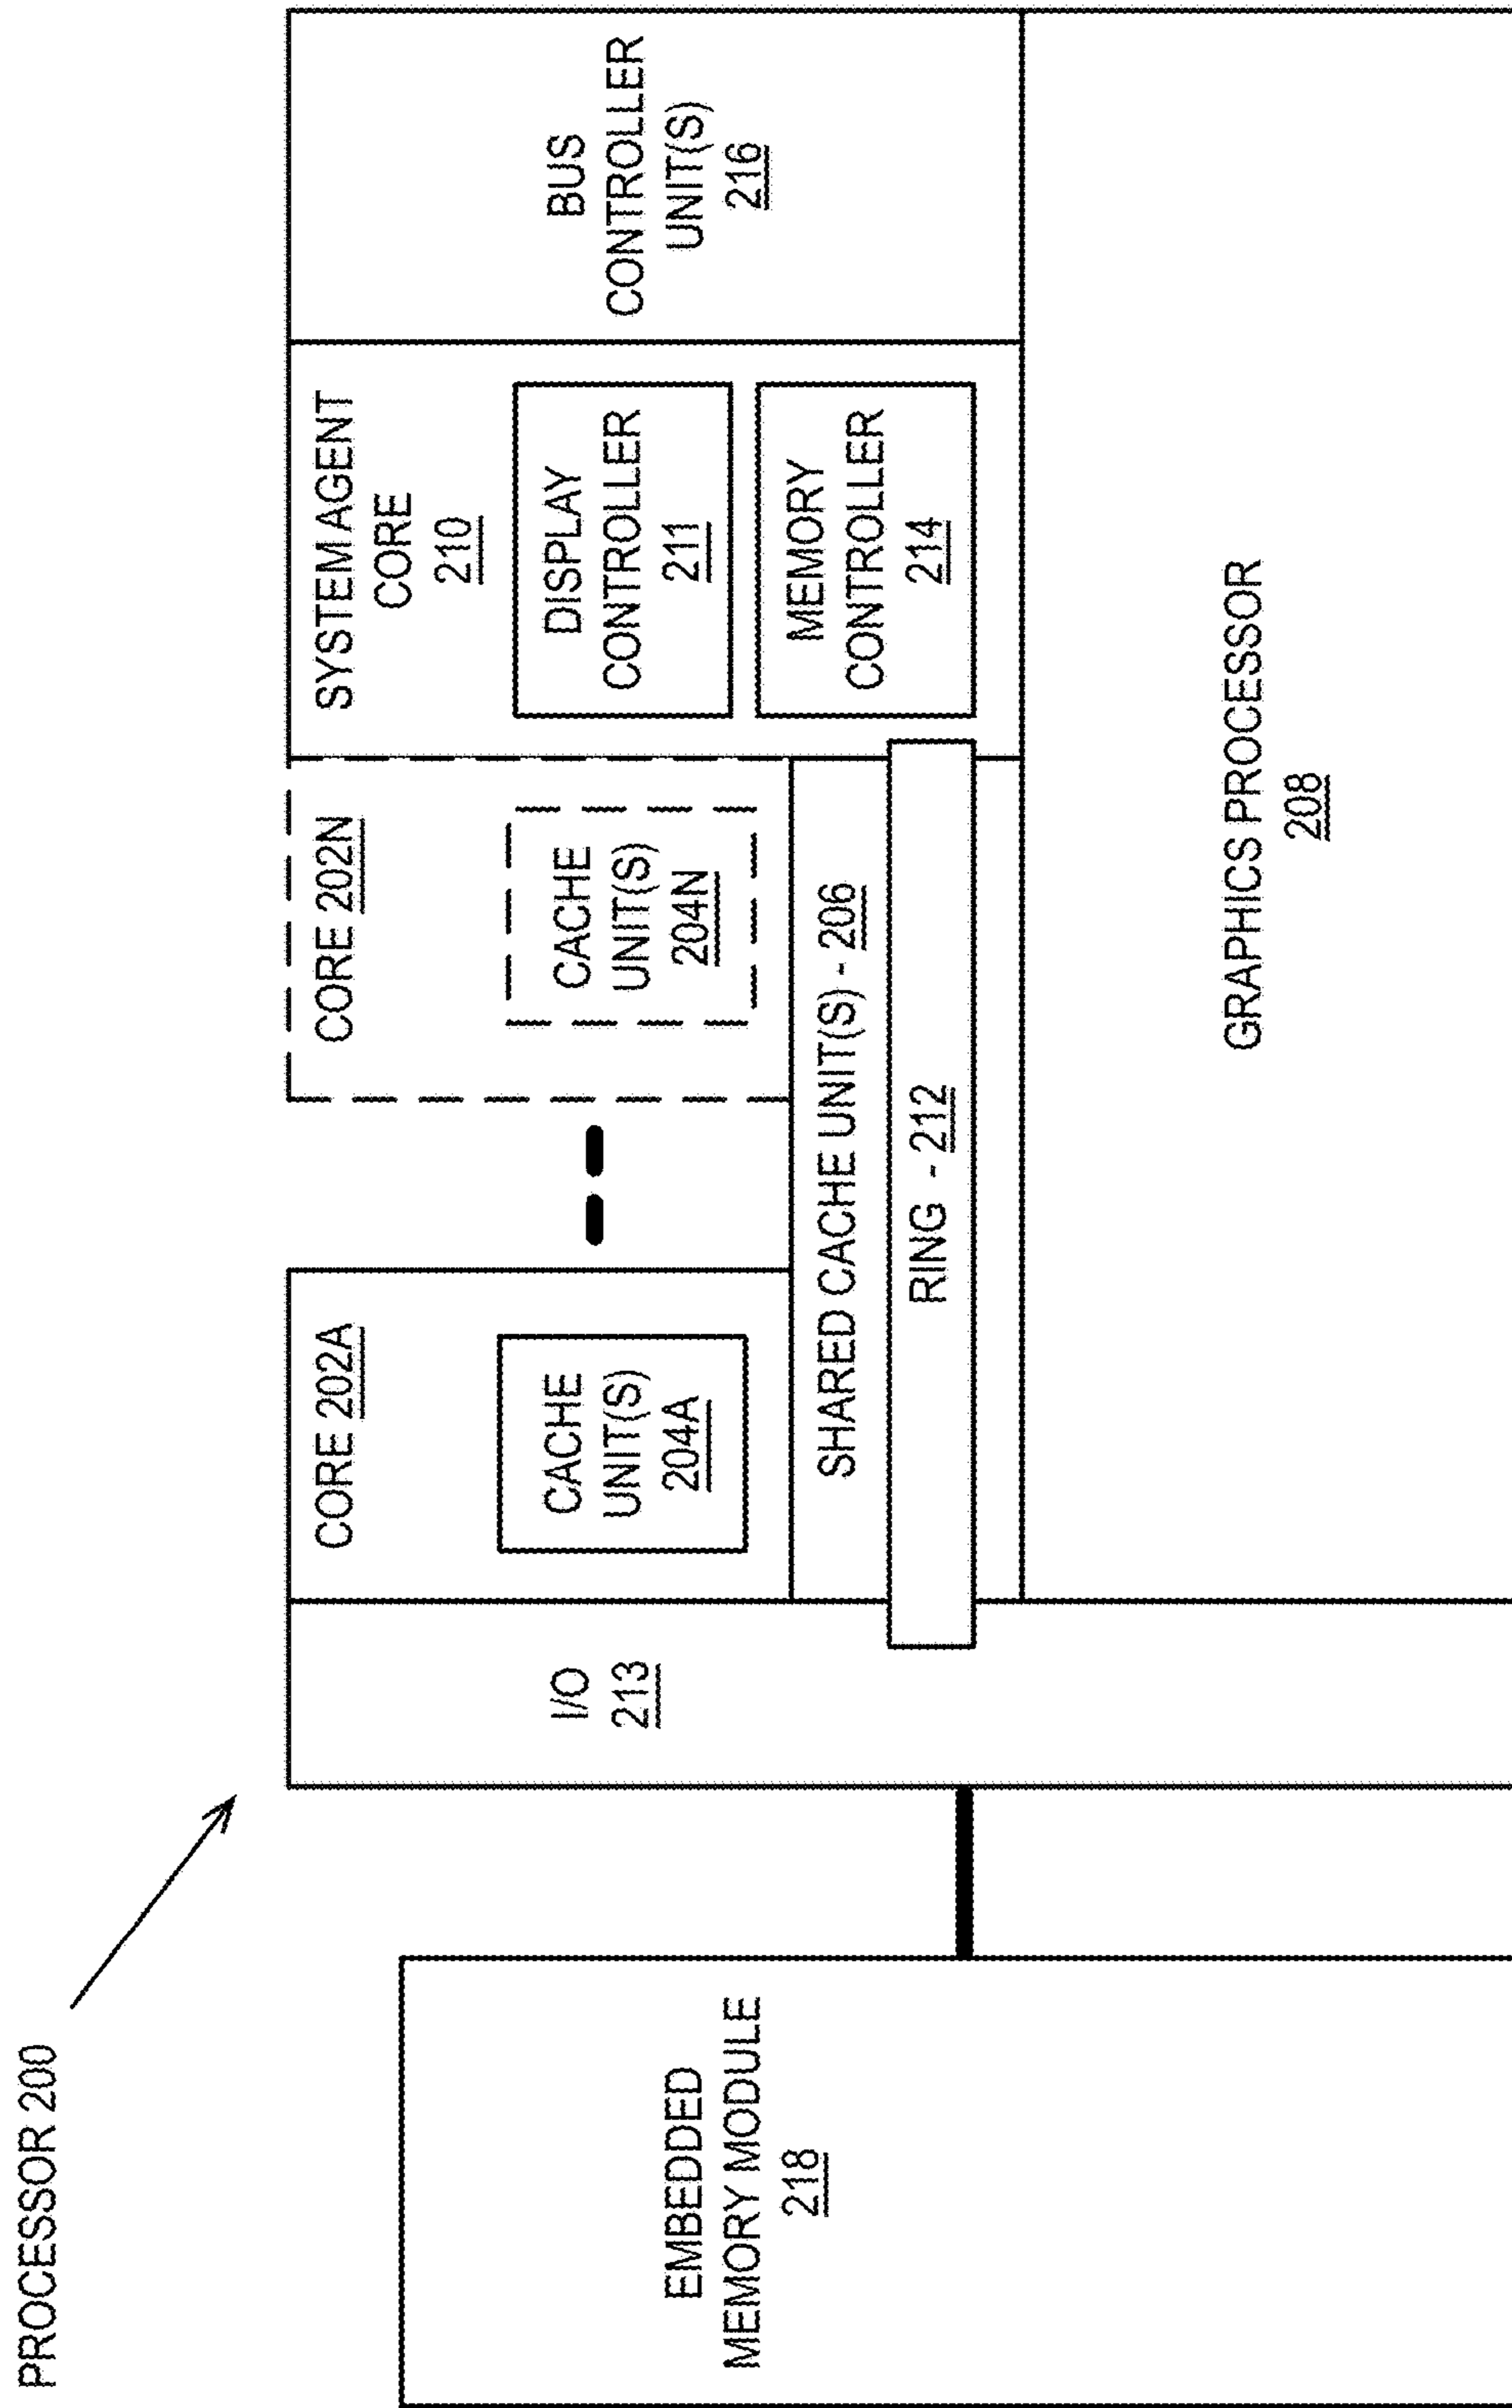 PROCESSOR 200
EMBEDDED
MEMORY MODULE
218
I/O
213
CORE 202A
CACHE
UNIT(S)
204A
CORE 202N
CACHE
UNIT(S)
204N
SHARED CACHE UNIT(S) - 206
RING - 212
SYSTEM AGENT
CORE
210
DISPLAY
CONTROLLER
211
MEMORY
CONTROLLER
214
BUS
CONTROLLER
UNIT(S)
216
GRAPHICS PROCESSOR
208